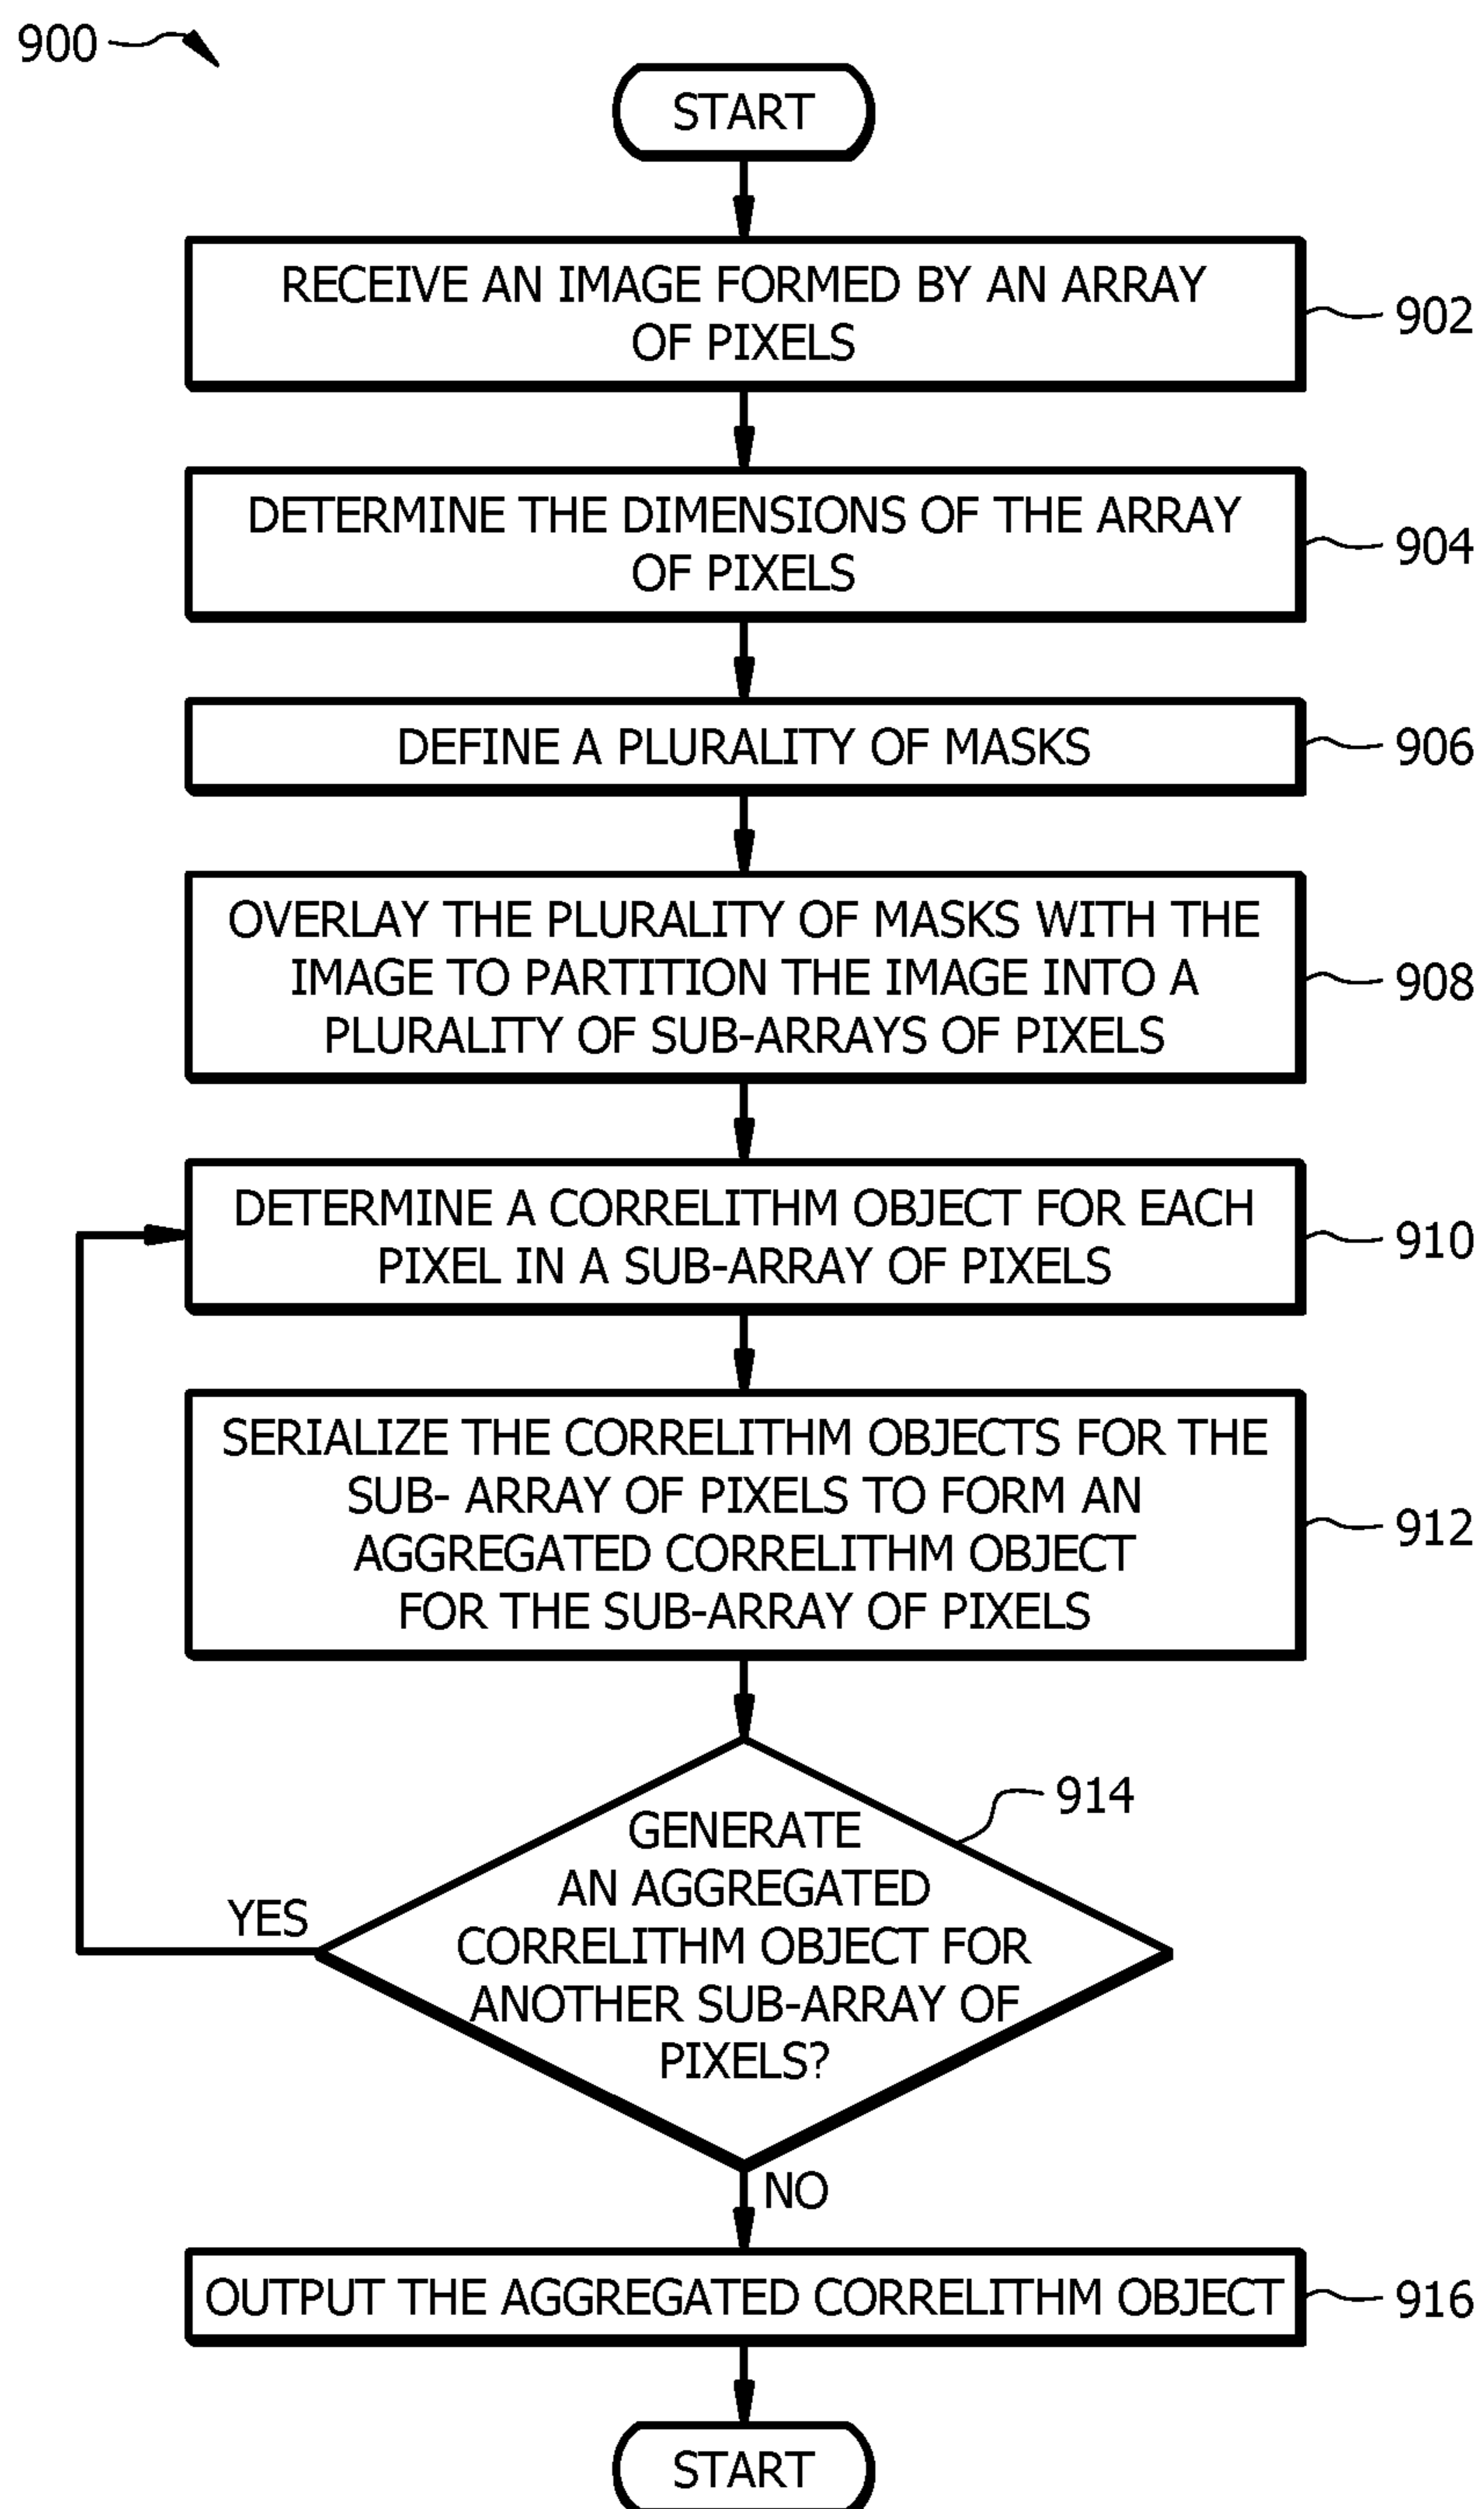 900
START
RECEIVE AN IMAGE FORMED BY AN ARRAY
OF PIXELS
902
DETERMINE THE DIMENSIONS OF THE ARRAY
OF PIXELS
904
DEFINE A PLURALITY OF MASKS
906
OVERLAY THE PLURALITY OF MASKS WITH THE
IMAGE TO PARTITION THE IMAGE INTO A
PLURALITY OF SUB-ARRAYS OF PIXELS
908
DETERMINE A CORRELITHM OBJECT FOR EACH
PIXEL IN A SUB-ARRAY OF PIXELS
910
SERIALIZE THE CORRELITHM OBJECTS FOR THE
SUB- ARRAY OF PIXELS TO FORM AN
AGGREGATED CORRELITHM OBJECT
FOR THE SUB-ARRAY OF PIXELS
912
914
GENERATE
AN AGGREGATED
CORRELITHM OBJECT FOR
ANOTHER SUB-ARRAY OF
PIXELS?
YES
NO
OUTPUT THE AGGREGATED CORRELITHM OBJECT
916
START